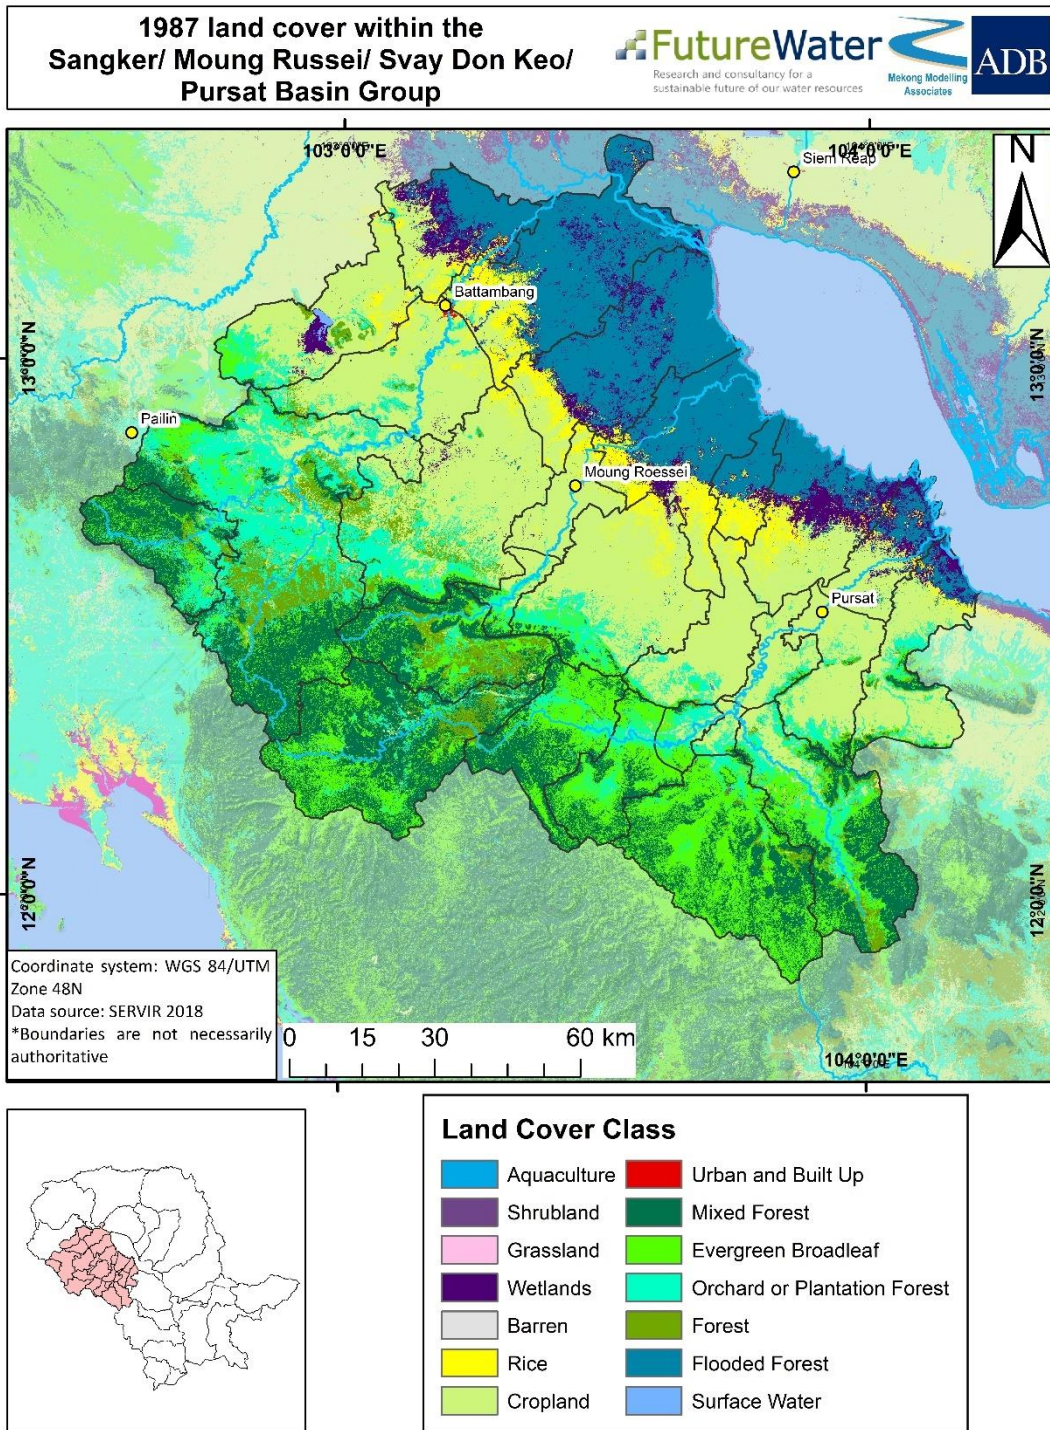 1987 land cover within the
Sangker/ Moung Russei/ Svay Don Keo/
Pursat Basin Group
FutureWater
Research and consultancy for a
sustainable future of our water resources
Mekong Modelling
Associates
ADB
103°0'0"E
104°0'0"E
Siem Reap
N
Battambang
13°0'0"N
13°0'0"N
Pailin
Moung Roessei
Pursat
12°0'0"N
12°0'0"N
Coordinate system: WGS 84/UTM
Zone 48N
Data source: SERVIR 2018
*Boundaries are not necessarily
authoritative
0 15 30 60 km
104°0'0"E
104°0'0"E
Land Cover Class
Aquaculture Urban and Built Up
Shrubland Mixed Forest
Grassland Evergreen Broadleaf
Wetlands Orchard or Plantation Forest
Barren Forest
Rice Flooded Forest
Cropland Surface Water